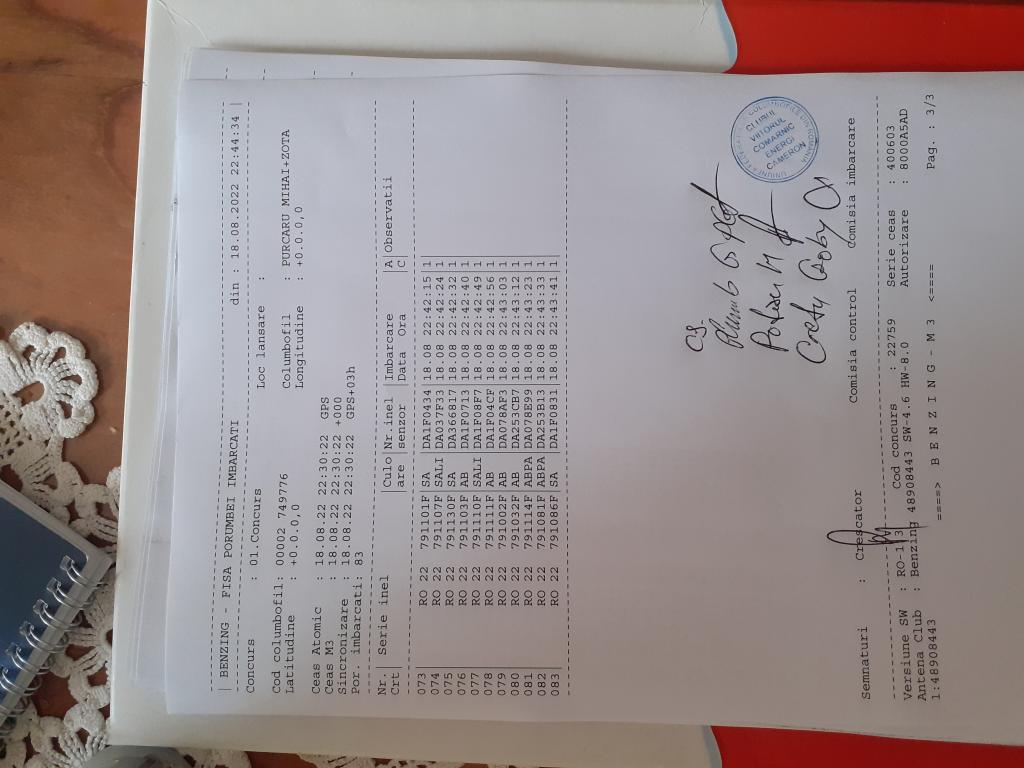 | BENZING - FISA PORUMBEI IMBARCATI din : 18.08.2022 22:44:34 |
Concurs : 01.Concurs Loc lansare :
Cod columbofil: 00002 749776 Columbofil : PURCARU MIHAI+ZOTA
Latitudine : +0.0.0,0 Longitudine : +0.0.0,0
Ceas Atomic : 18.08.22 22:30:22 GPS
Ceas M3 : 18.08.22 22:30:22 +000
Sincronizare : 18.08.22 22:30:22 GPS+03h
Por. imbarcati: 83
Nr.| Serie inel |Culo|Nr.inel |Imbarcare |A|Observatii
Crt| |are |senzor |Data Ora |C|
073 RO 22 791101F SA DA1F0434 18.08 22:42:15 1
074 RO 22 791107F SALI DA037F33 18.08 22:42:24 1
075 RO 22 791130F SA DA366817 18.08 22:42:32 1
076 RO 22 791103F AB DA1F0713 18.08 22:42:40 1
077 RO 22 791110F SALI DA1F08F7 18.08 22:42:49 1
078 RO 22 791111F AB DA1F04CF 18.08 22:42:56 1
079 RO 22 791002F AB DA078AF3 18.08 22:43:03 1
080 RO 22 791032F AB DA253CB7 18.08 22:43:12 1
081 RO 22 791114F ABPA DA078E99 18.08 22:43:23 1
082 RO 22 791081F ABPA DA253B13 18.08 22:43:33 1
083 RO 22 791086F SA DA1F0831 18.08 22:43:41 1
CLUBUL
VIITORUL
COMARNIC
ENERGI
CAMERON
Semnaturi : Crescator Comisia control Comisia imbarcare
Versiune SW : RO-1 Cod concurs : 22759 Serie ceas : 400603
Antena Club : Benzing 48908443 SW-4.6 HW-8.0 Autorizare : 8000A5AD
1:48908443
====> B E N Z I N G - M 3 <==== Pag. : 3/3